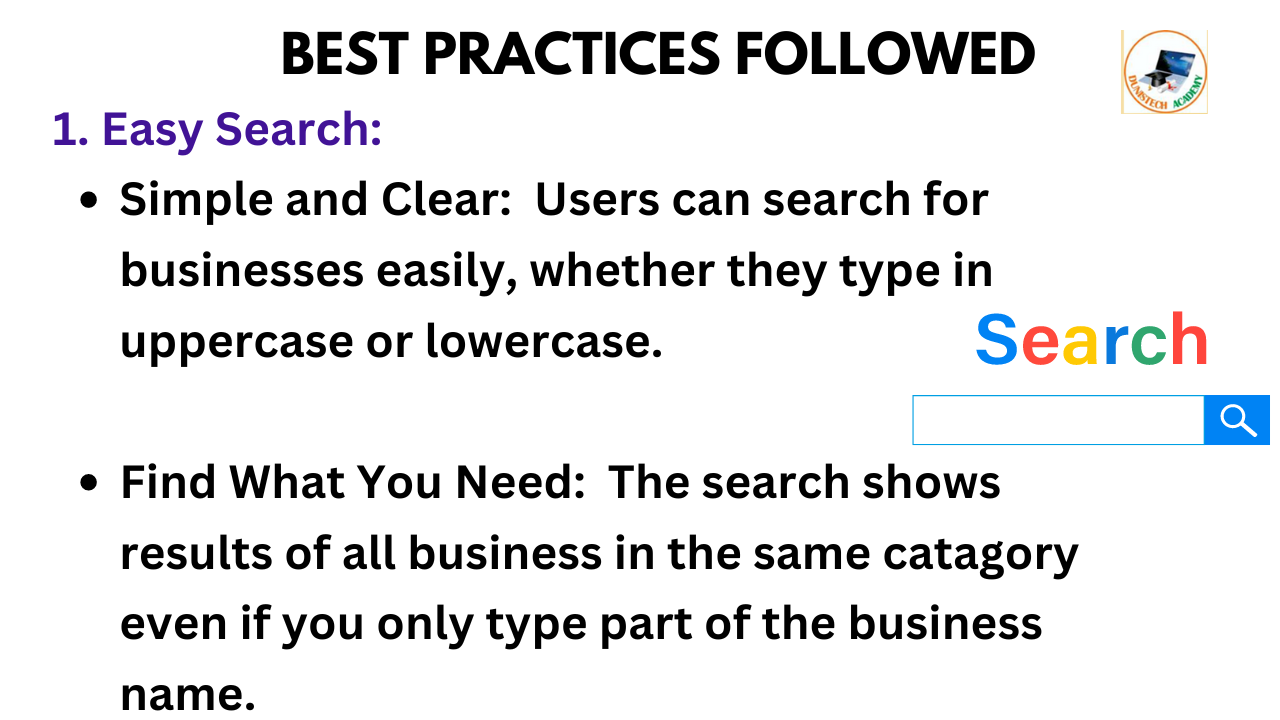 BEST PRACTICES FOLLOWED
DUMSTECH ACADEMY
1. Easy Search:
• Simple and Clear: Users can search for
businesses easily, whether they type in
uppercase or lowercase.
Search
• Find What You Need: The search shows
results of all business in the same catagory
even if you only type part of the business
name.